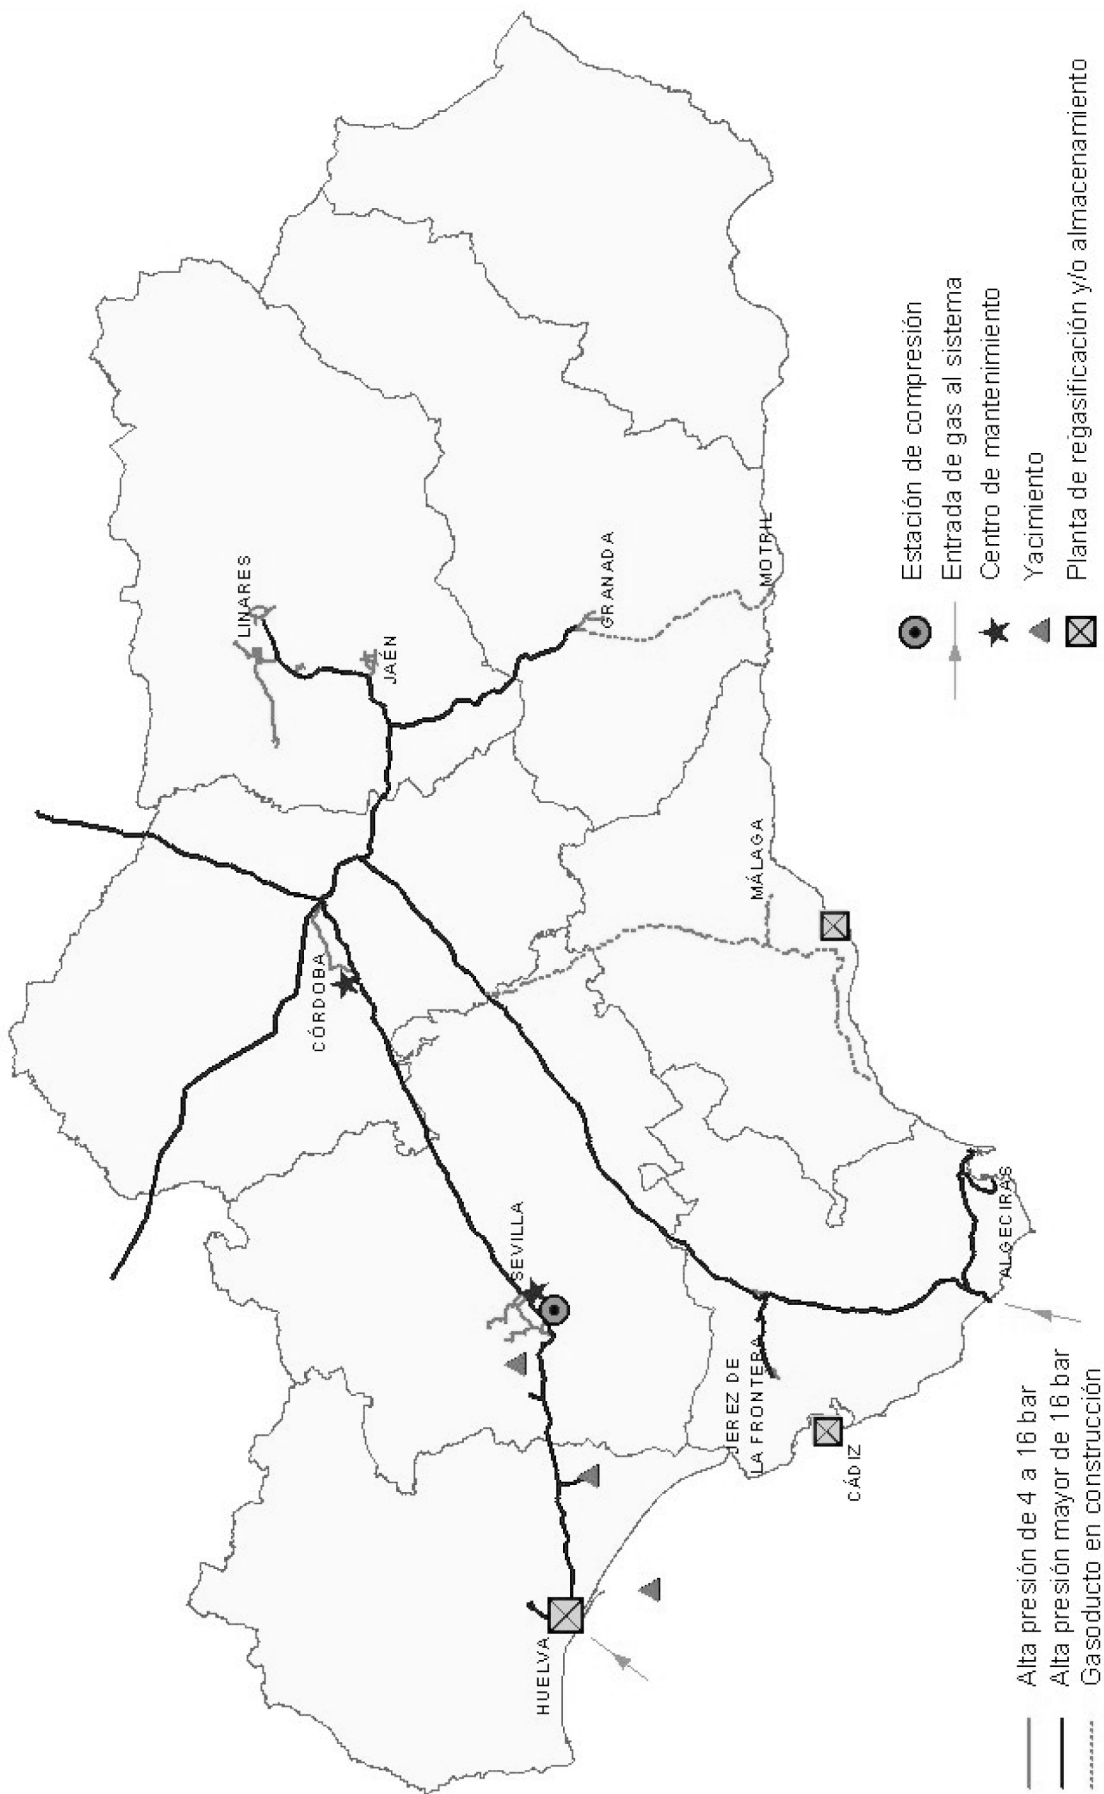 LINARES
JAÉN
CÓRDOBA
GRANADA
MOTRIL
SEVILLA
MÁLAGA
HUELVA
JEREZ DE
LA FRONTERA
CÁDIZ
ALGECIRAS
Alta presión de 4 a 16 bar
Alta presión mayor de 16 bar
Gasoducto en construcción
Estación de compresión
Entrada de gas al sistema
Centro de mantenimiento
Yacimiento
Planta de regasificación y/o almacenamiento